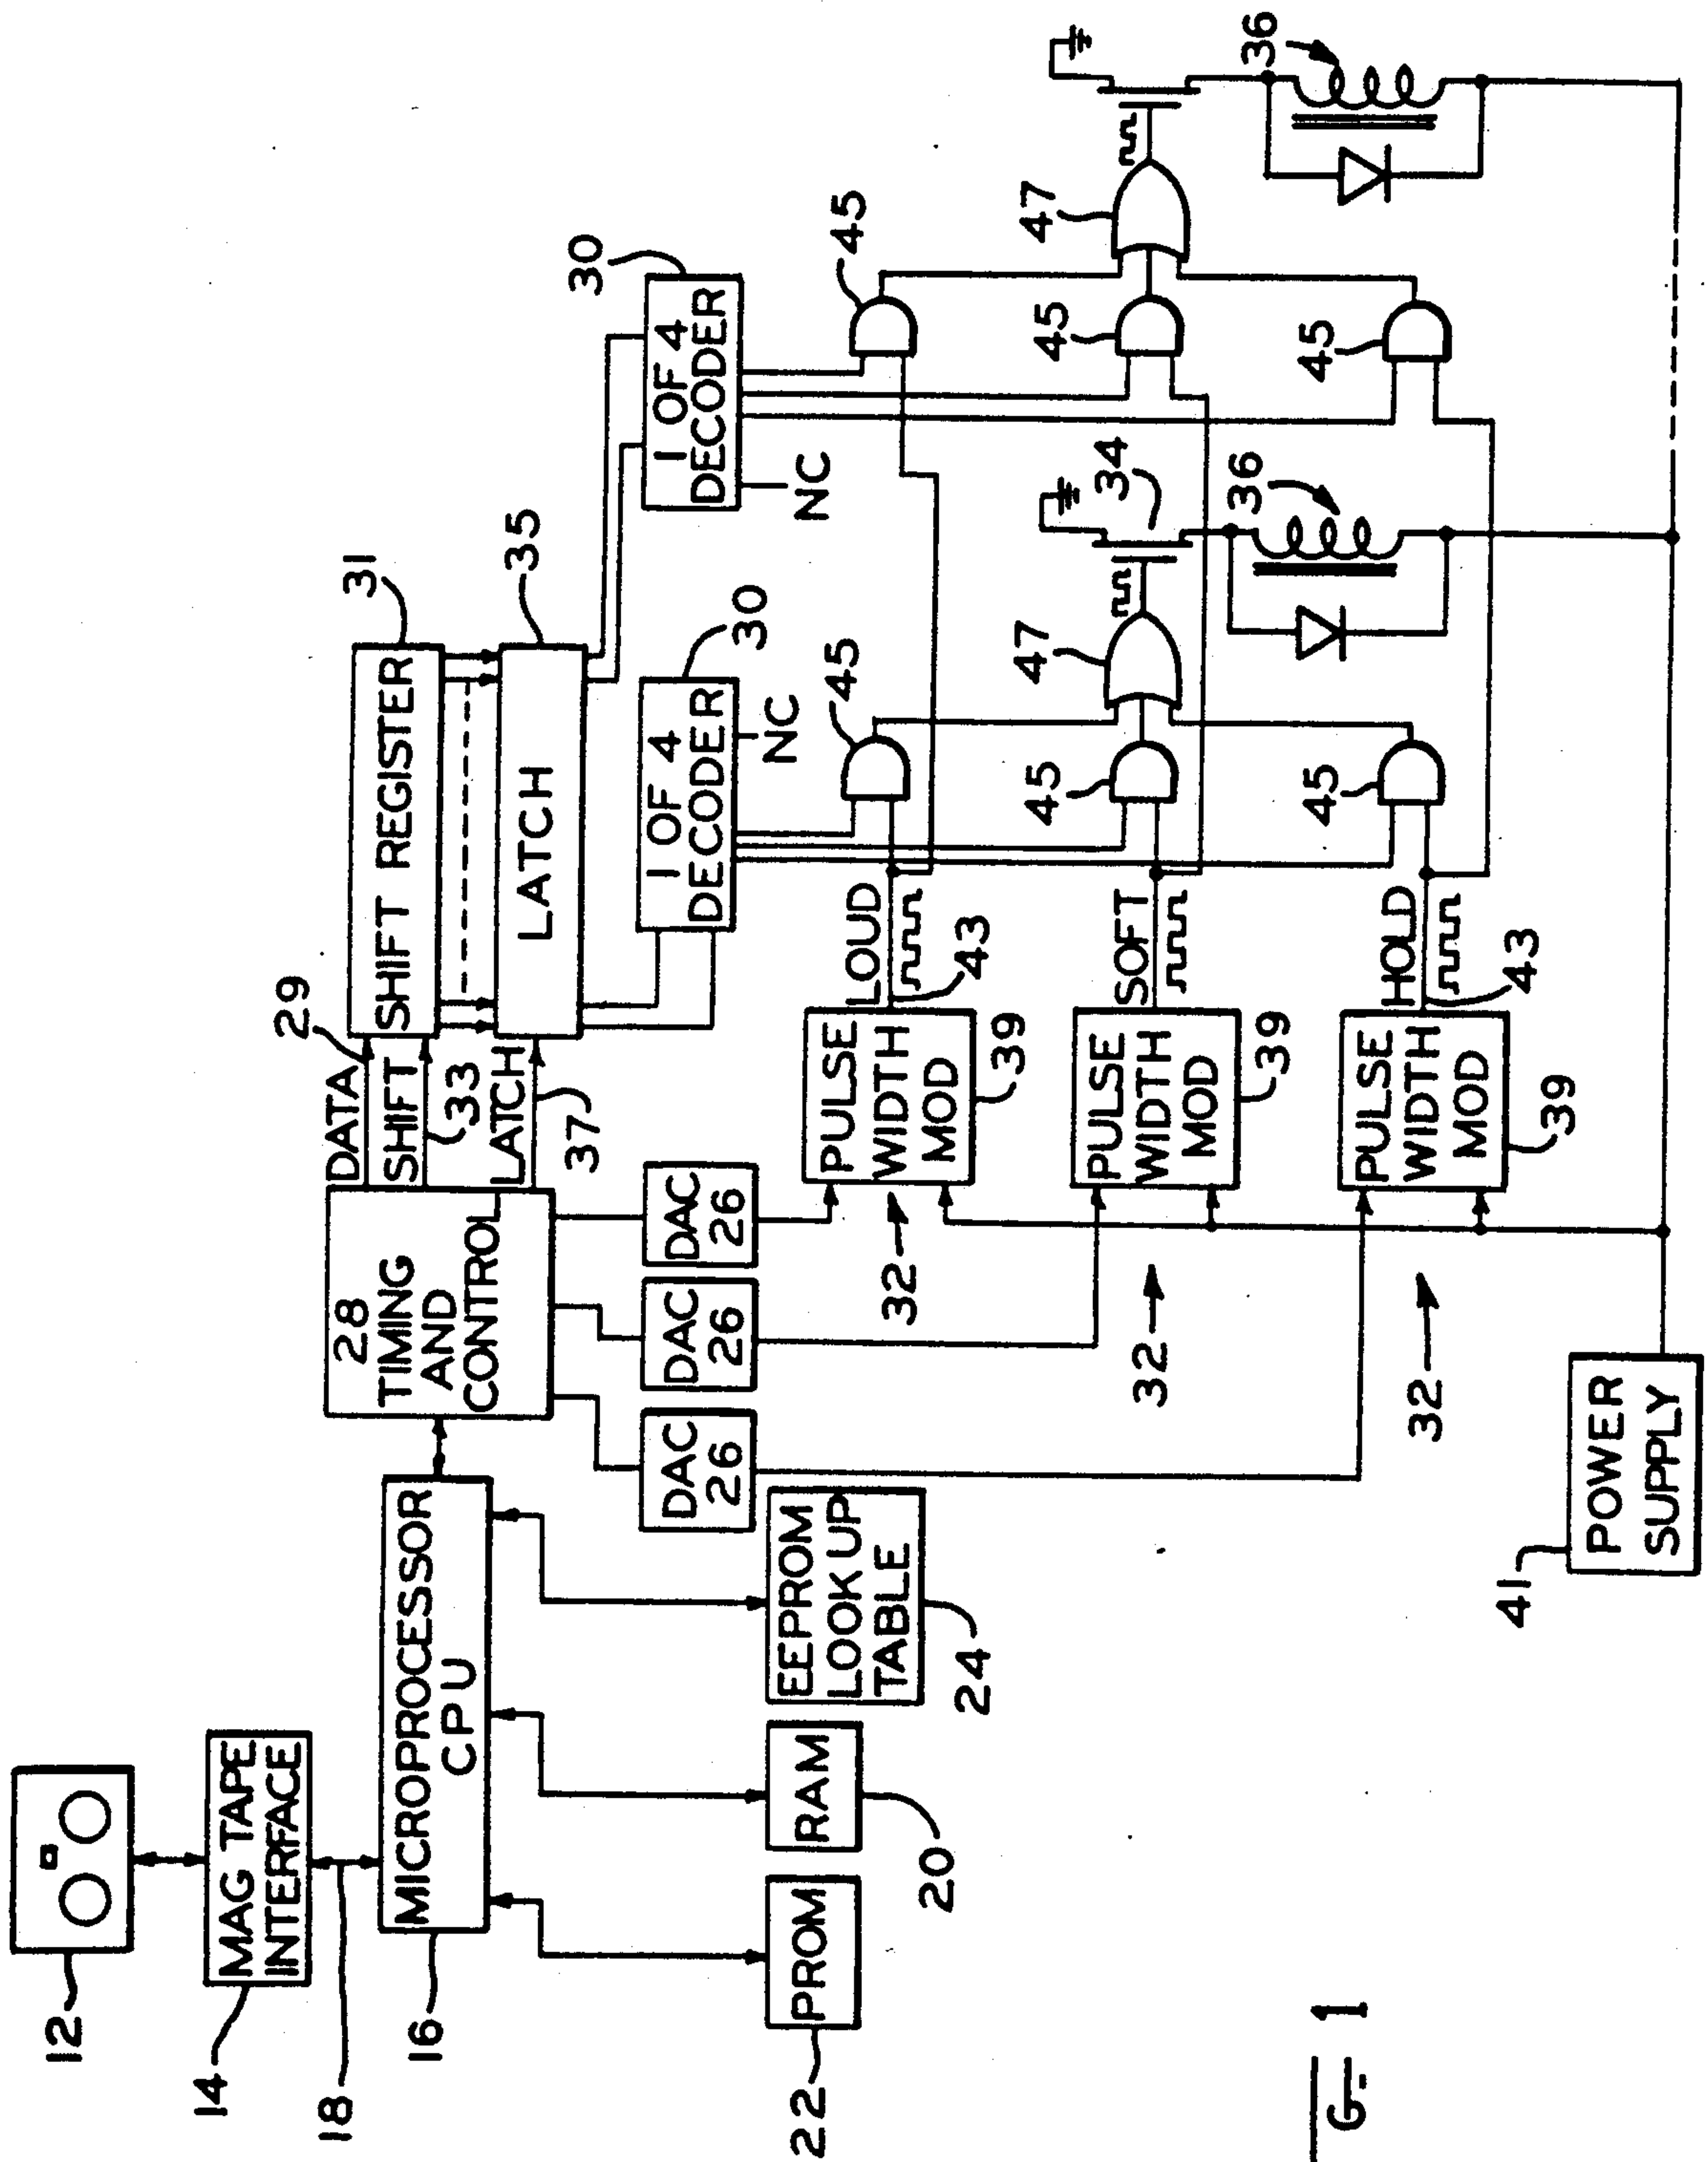 12
14
MAG TAPE
INTERFACE
18
16
MICROPROCESSOR
CPU
22
PROM
20
RAM
24
EEPROM
LOOK UP
TABLE
28
TIMING
AND
CONTROL
DATA
29
SHIFT
33
LATCH
37
31
SHIFT REGISTER
35
LATCH
DAC
26
DAC
26
DAC
26
30
1 OF 4
DECODER
NC
30
1 OF 4
DECODER
NC
32
PULSE
WIDTH
MOD
39
LOUD
43
45
45
32
PULSE
WIDTH
MOD
39
SOFT
45
47
34
36
45
47
36
32
PULSE
WIDTH
MOD
39
HOLD
43
45
45
41
POWER
SUPPLY
G. 1